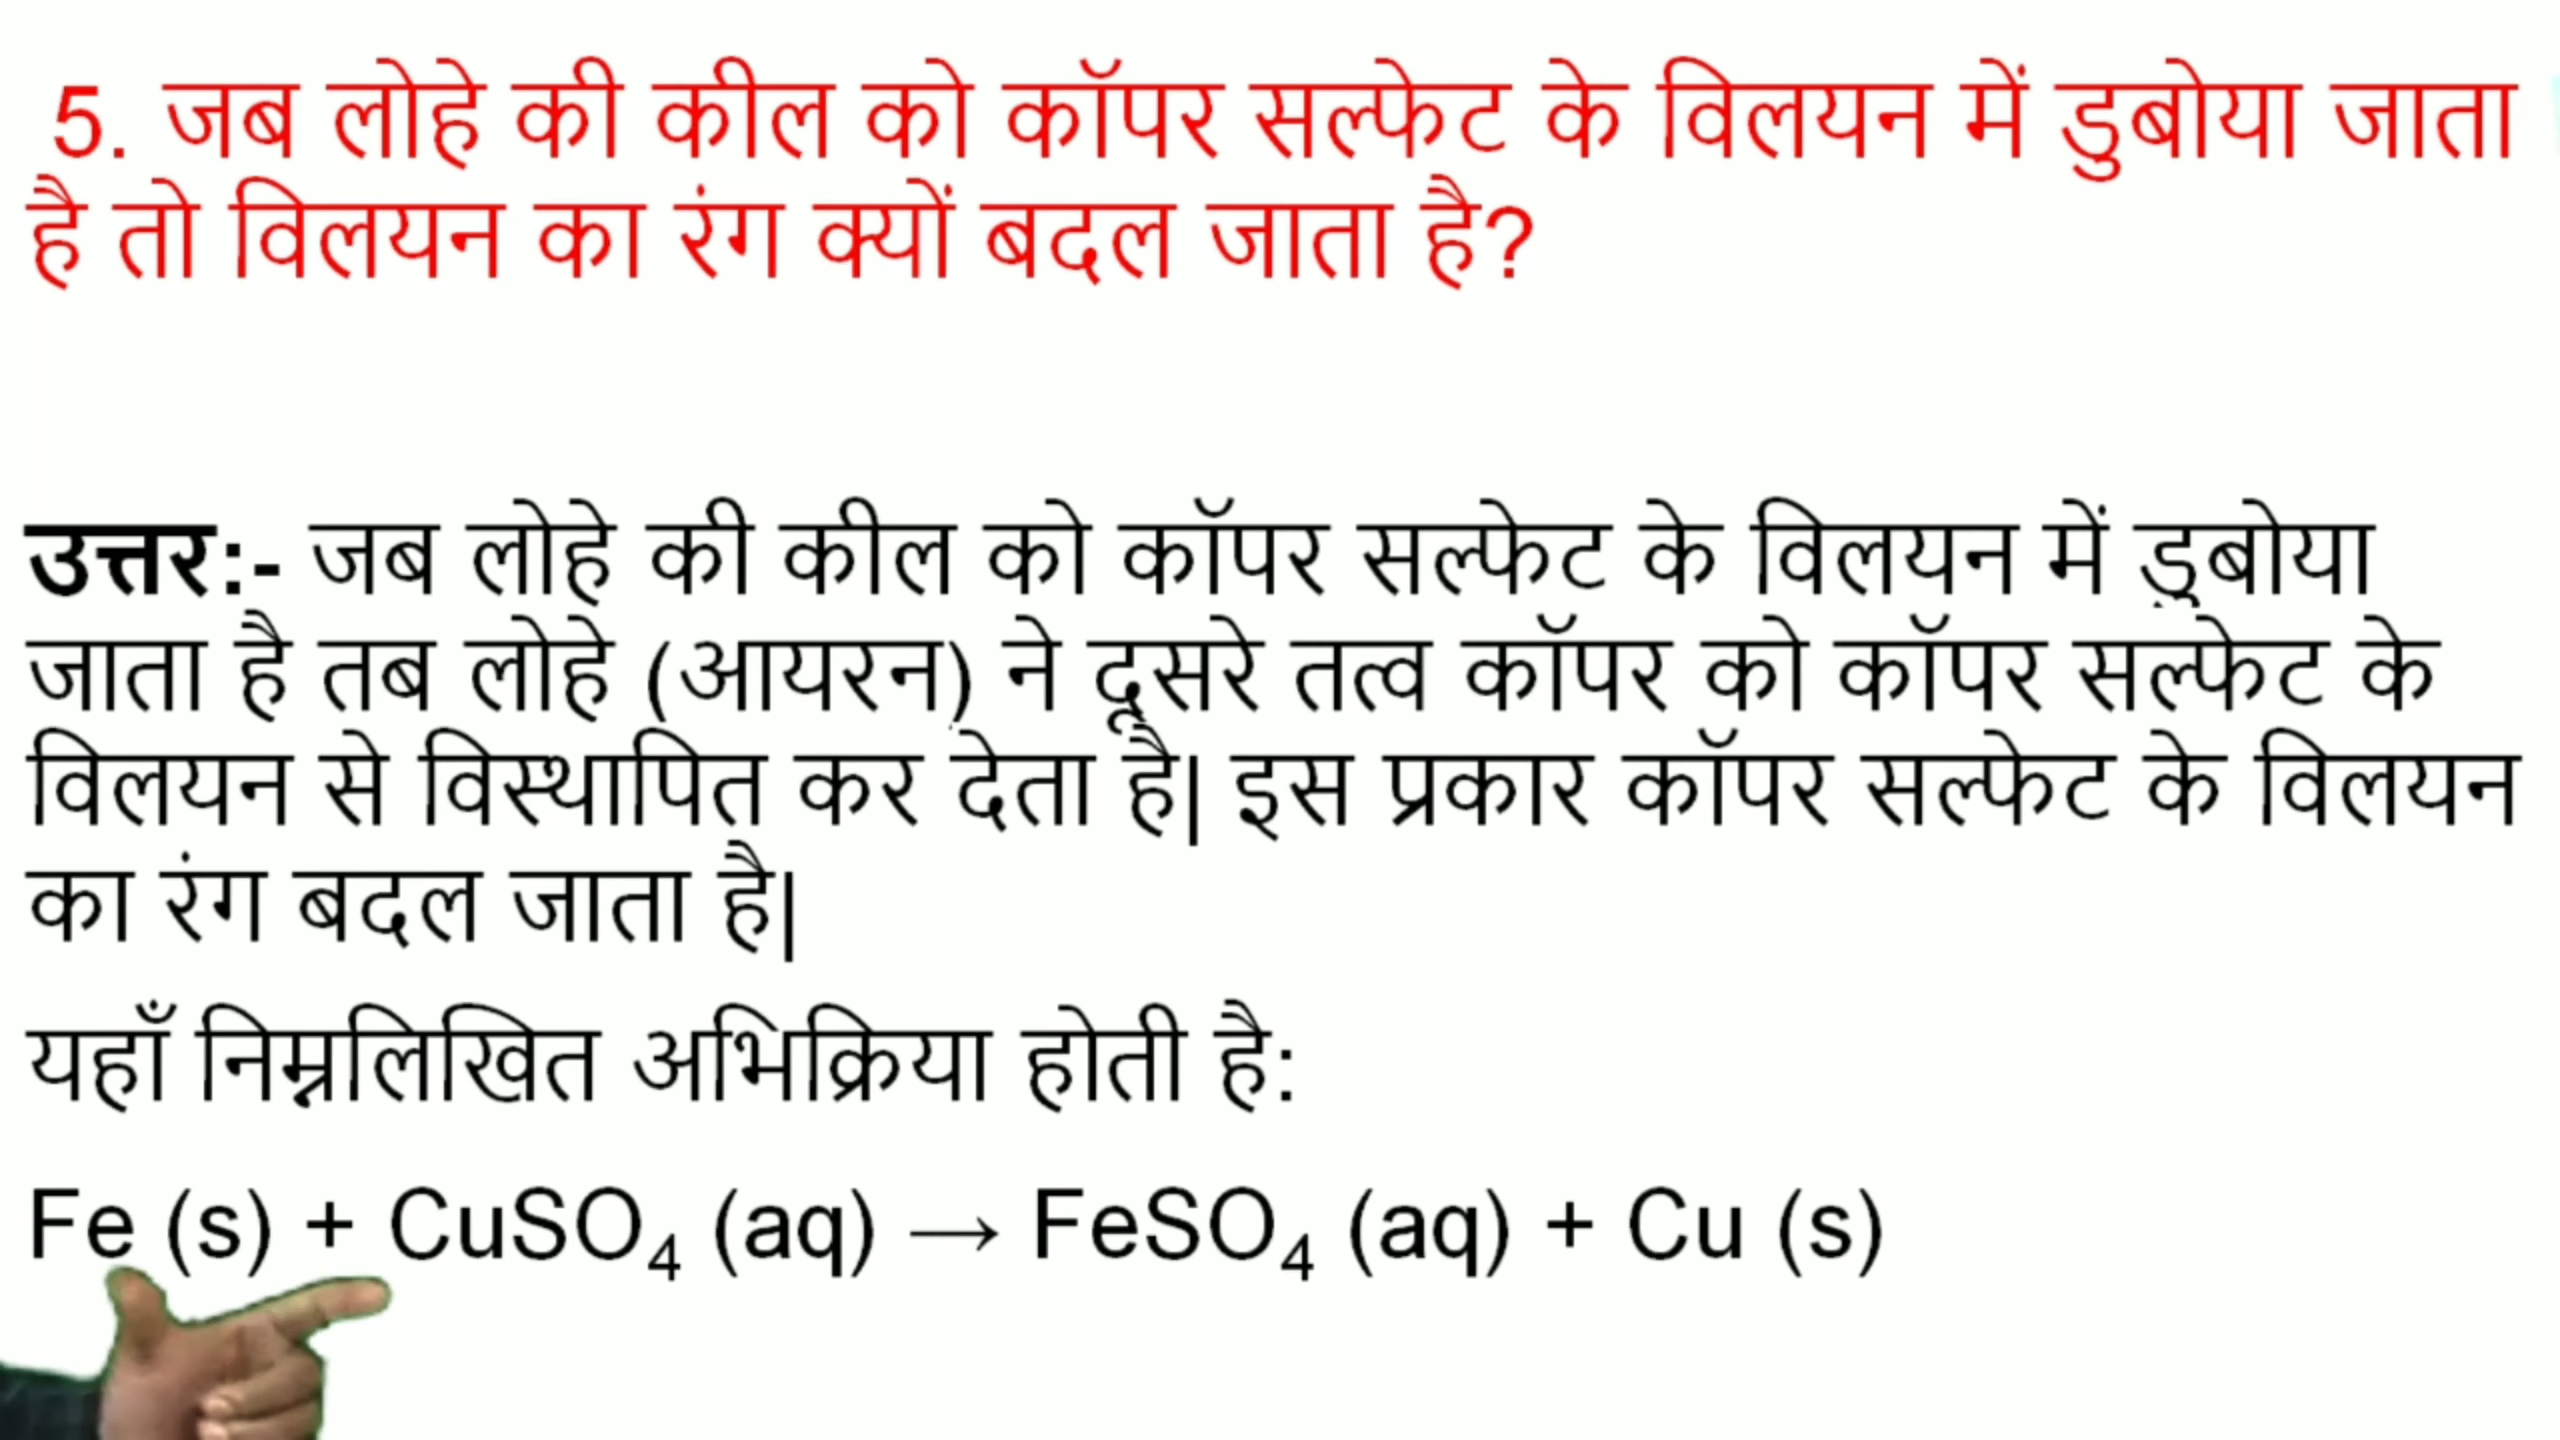 5. जब लोहे की कील को कॉपर सल्फेट के विलयन में डुबोया जाता
है तो विलयन का रंग क्यों बदल जाता है?
उत्तर:- जब लोहे की कील को कॉपर सल्फेट के विलयन में डुबोया
जाता है तब लोहे (आयरन) ने दूसरे तत्व कॉपर को कॉपर सल्फेट के
विलयन से विस्थापित कर देता है| इस प्रकार कॉपर सल्फेट के विलयन
का रंग बदल जाता है|
यहाँ निम्नलिखित अभिक्रिया होती है:
Fe (s) + CuSO₄ (aq) → FeSO₄ (aq) + Cu (s)